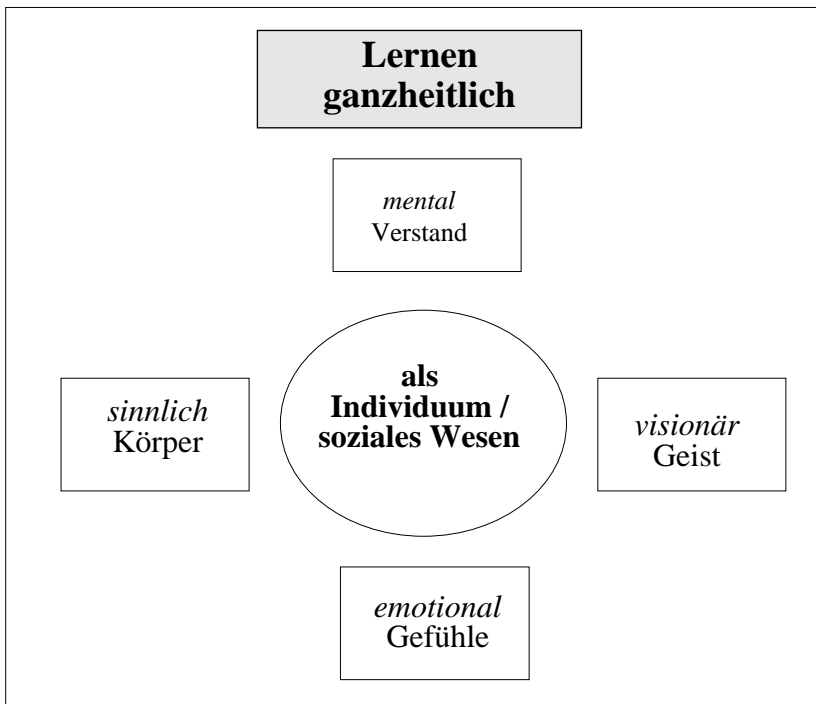 Lernen
ganzheitlich
mental
Verstand
als
Individuum /
soziales Wesen
sinnlich
Körper
visionär
Geist
emotional
Gefühle